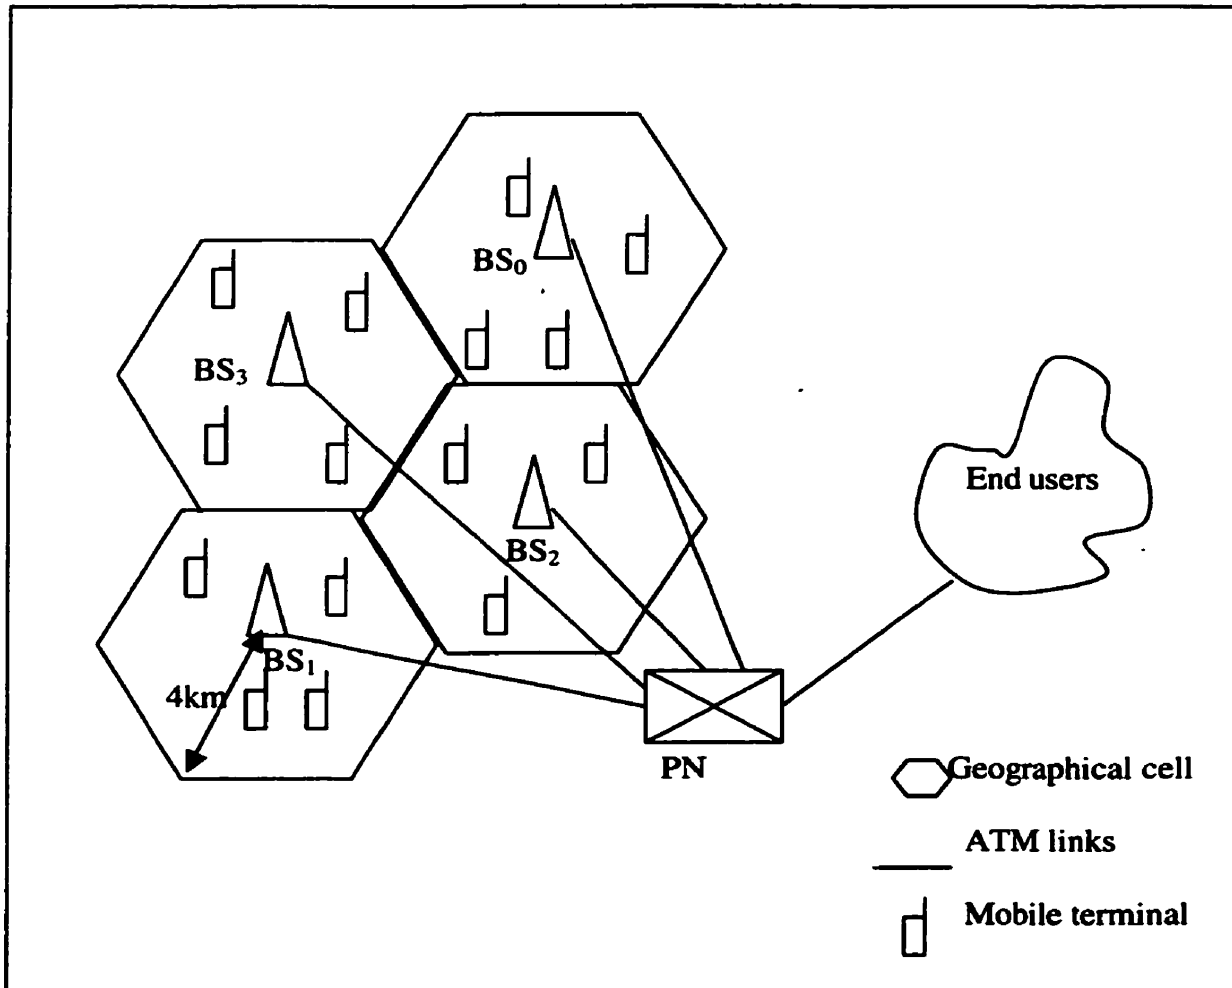 BS₀
BS₃
End users
BS₂
BS₁
4km
PN
Geographical cell
ATM links
Mobile terminal